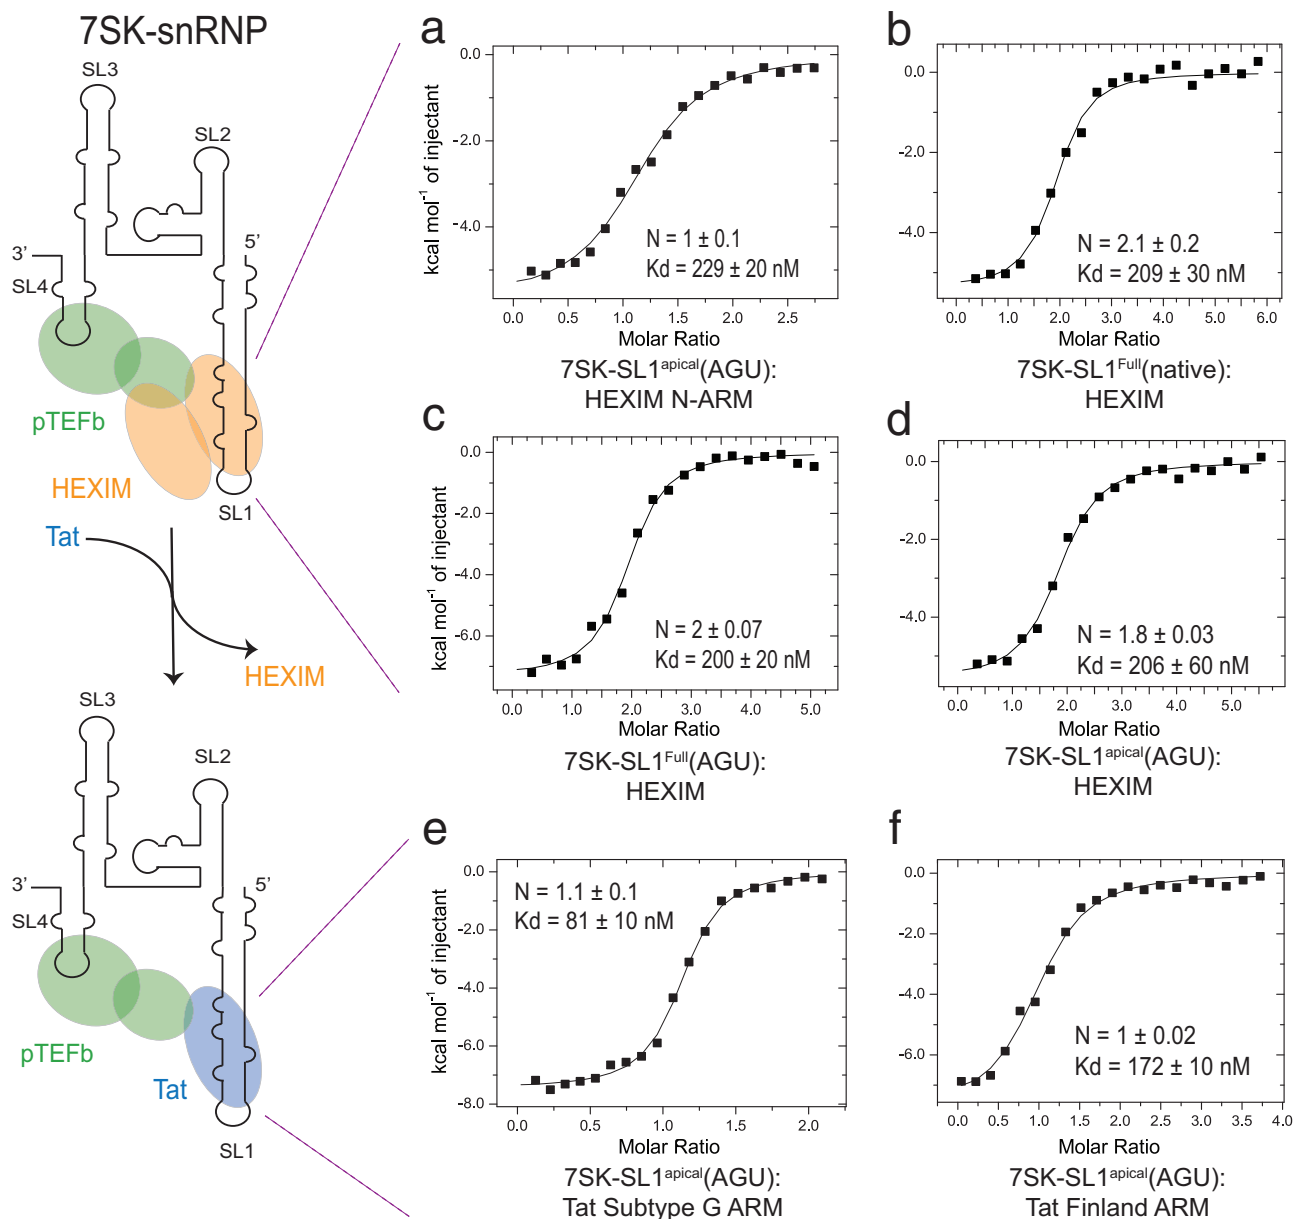 7SK-snRNP
SL3
SL2
3’
5’
SL4
pTEFb
HEXIM
SL1
Tat
HEXIM
SL3
SL2
3’
5’
SL4
pTEFb
Tat
SL1
a
0.0
-2.0
-4.0
kcal mol⁻¹ of injectant
N = 1 ± 0.1
Kd = 229 ± 20 nM
0.0 0.5 1.0 1.5 2.0 2.5
Molar Ratio
7SK-SL1apical(AGU):
HEXIM N-ARM
b
0.0
-2.0
-4.0
N = 2.1 ± 0.2
Kd = 209 ± 30 nM
0.0 1.0 2.0 3.0 4.0 5.0 6.0
Molar Ratio
7SK-SL1Full(native):
HEXIM
c
0.0
-2.0
-4.0
-6.0
kcal mol⁻¹ of injectant
N = 2 ± 0.07
Kd = 200 ± 20 nM
0.0 1.0 2.0 3.0 4.0 5.0
Molar Ratio
7SK-SL1Full(AGU):
HEXIM
d
0.0
-2.0
-4.0
N = 1.8 ± 0.03
Kd = 206 ± 60 nM
0.0 1.0 2.0 3.0 4.0 5.0
Molar Ratio
7SK-SL1apical(AGU):
HEXIM
e
0.0
-2.0
-4.0
-6.0
-8.0
kcal mol⁻¹ of injectant
N = 1.1 ± 0.1
Kd = 81 ± 10 nM
0.0 0.5 1.0 1.5 2.0
Molar Ratio
7SK-SL1apical(AGU):
Tat Subtype G ARM
f
0.0
-2.0
-4.0
-6.0
N = 1 ± 0.02
Kd = 172 ± 10 nM
0.0 0.5 1.0 1.5 2.0 2.5 3.0 3.5 4.0
Molar Ratio
7SK-SL1apical(AGU):
Tat Finland ARM